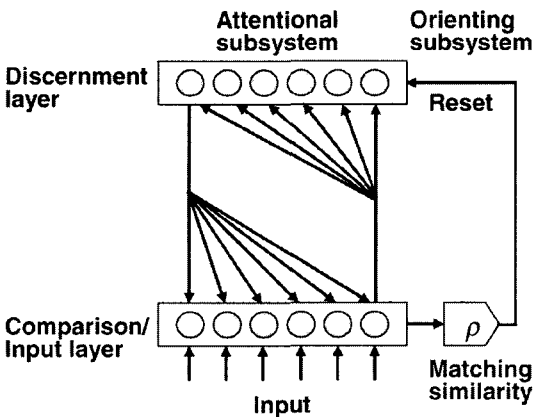 Attentional
subsystem
Orienting
subsystem
Discernment
layer
Reset
Comparison/
Input layer
ρ
Matching
similarity
Input